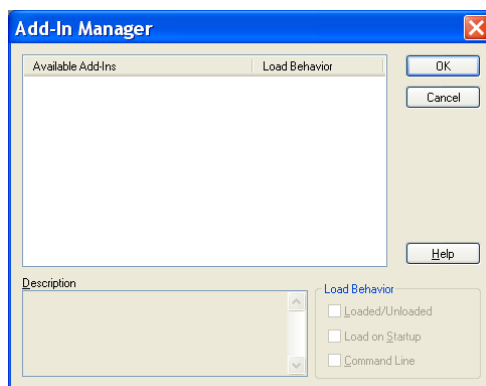 Add-In Manager
Available Add-Ins Load Behavior
OK
Cancel
Help
Description
Load Behavior
Loaded/Unloaded
Load on Startup
Command Line